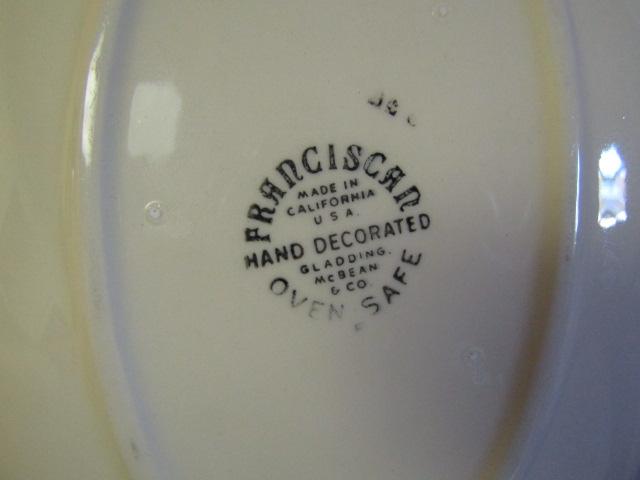 FRANCISCAN
MADE IN
CALIFORNIA
U S A.
HAND DECORATED
GLADDING.
McBEAN
& CO.
OVEN SAFE